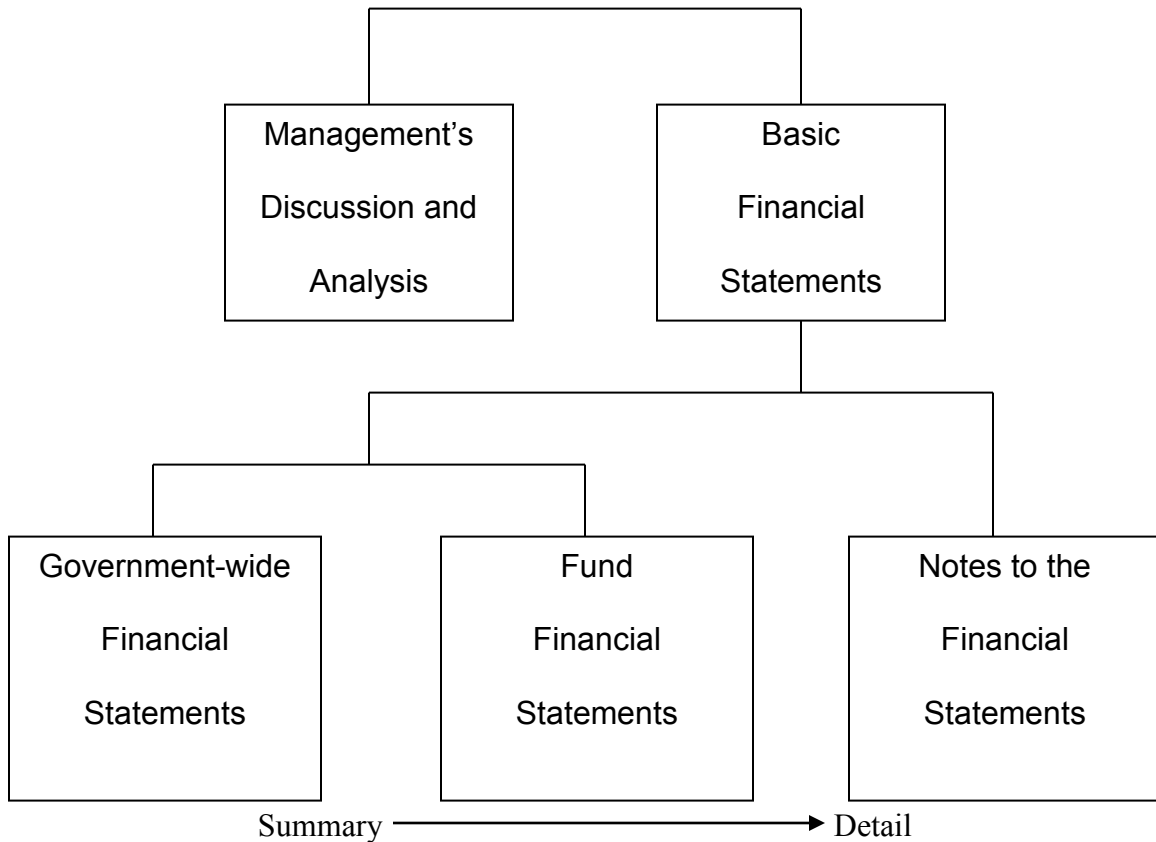 Management’s
Discussion and
Analysis
Basic
Financial
Statements
Government-wide
Financial
Statements
Fund
Financial
Statements
Notes to the
Financial
Statements
Summary
Detail